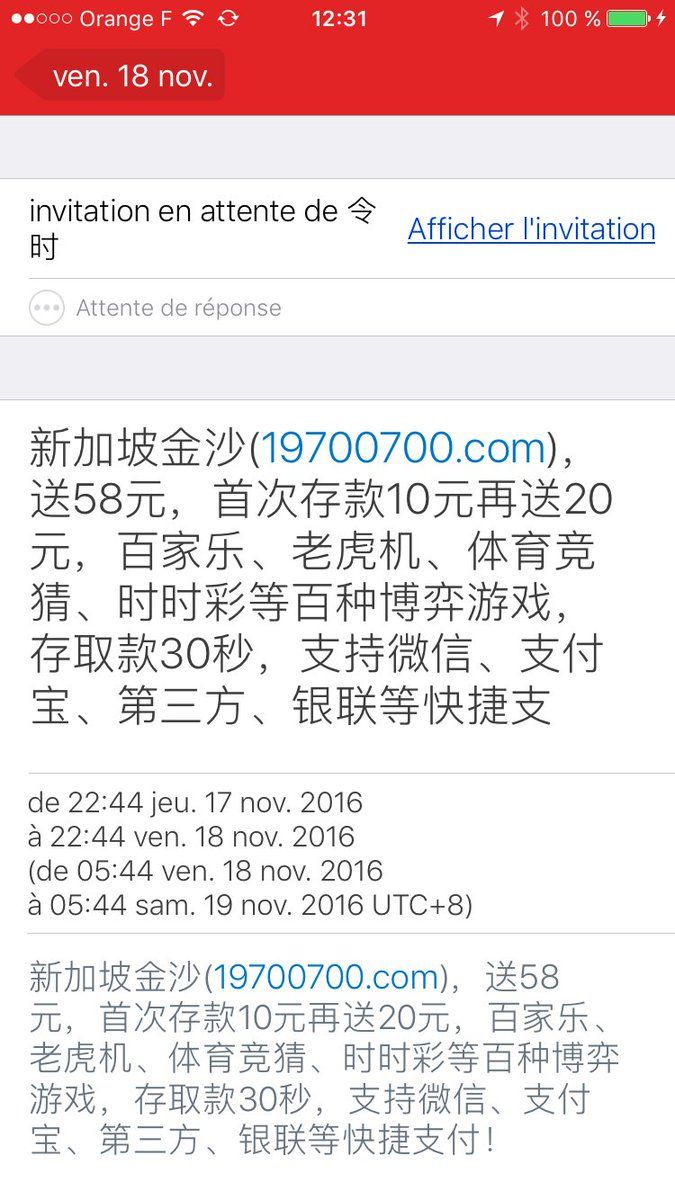 Orange F 12:31 100 %
ven. 18 nov.
invitation en attente de 令
时
Afficher l'invitation
Attente de réponse
新加坡金沙(19700700.com)，
送58元，首次存款10元再送20
元，百家乐、老虎机、体育竞
猜、时时彩等百种博弈游戏，
存取款30秒，支持微信、支付
宝、第三方、银联等快捷支
de 22:44 jeu. 17 nov. 2016
à 22:44 ven. 18 nov. 2016
(de 05:44 ven. 18 nov. 2016
à 05:44 sam. 19 nov. 2016 UTC+8)
新加坡金沙(19700700.com)，送58
元，首次存款10元再送20元，百家乐、
老虎机、体育竞猜、时时彩等百种博弈
游戏，存取款30秒，支持微信、支付
宝、第三方、银联等快捷支付！